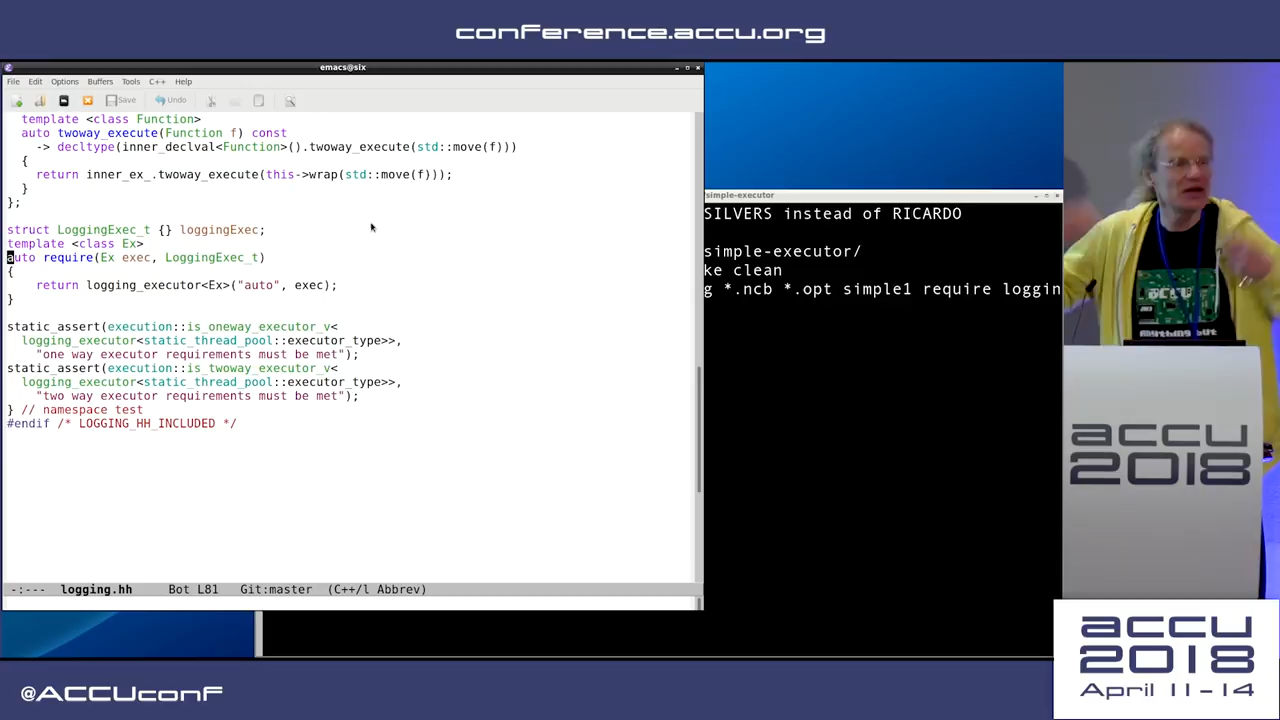 conference.accu.org
emacs@six
File Edit Options Buffers Tools C++ Help
Save Undo
template <class Function>
auto twoway_execute(Function f) const
-> decltype(inner_declval<Function>().twoway_execute(std::move(f)))
{
return inner_ex_.twoway_execute(this->wrap(std::move(f)));
}
};
struct LoggingExec_t {} loggingExec;
template <class Ex>
auto require(Ex exec, LoggingExec_t)
{
return logging_executor<Ex>("auto", exec);
}
static_assert(execution::is_oneway_executor_v<
logging_executor<static_thread_pool::executor_type>>,
"one way executor requirements must be met");
static_assert(execution::is_twoway_executor_v<
logging_executor<static_thread_pool::executor_type>>,
"two way executor requirements must be met");
} // namespace test
#endif /* LOGGING_HH_INCLUDED */
-:--- logging.hh Bot L81 Git:master (C++/l Abbrev)
/simple-executor
SILVERS instead of RICARDO
simple-executor/
ke clean
g *.ncb *.opt simple1 require loggin
accu
2018
accu
2018
April 11-14
@ACCUconf